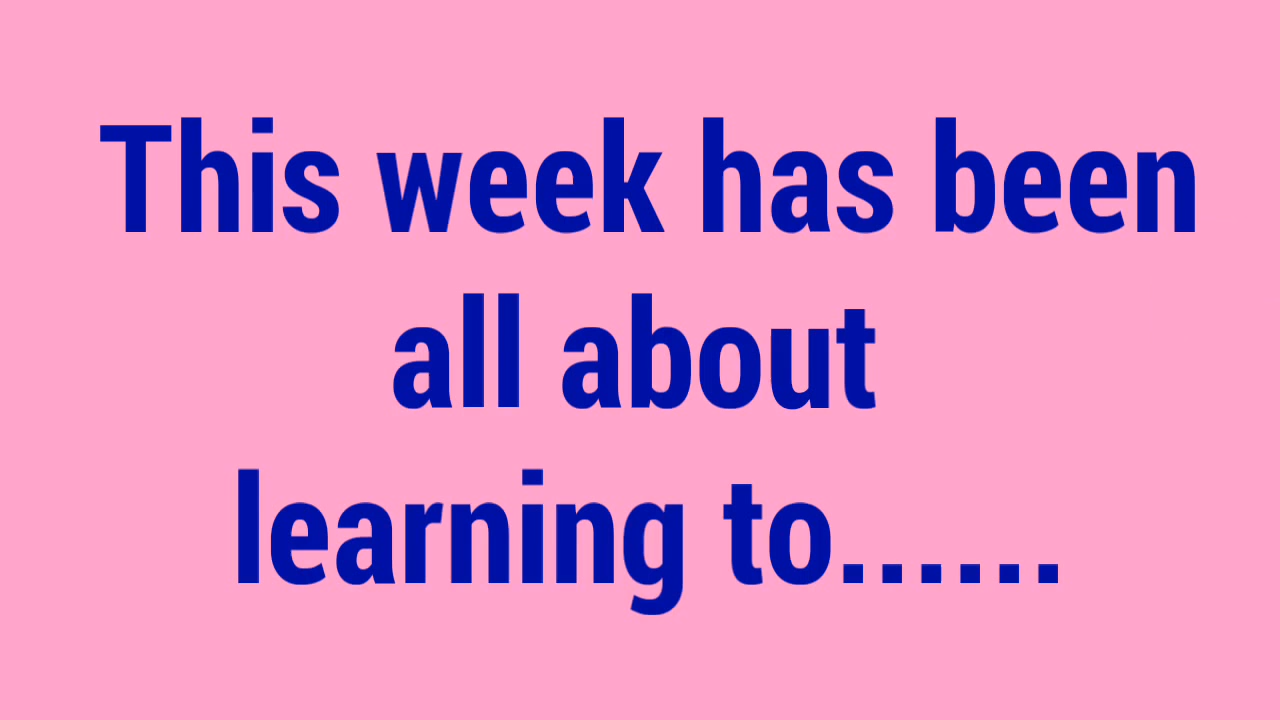 This week has been
all about
learning to......